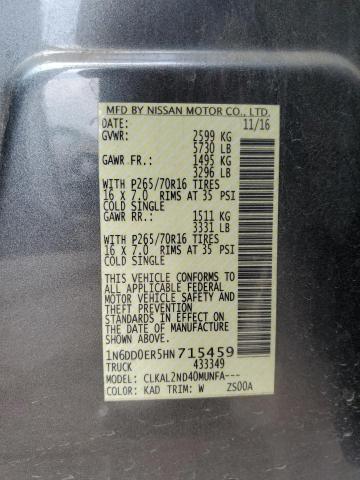 MFD BY NISSAN MOTOR CO., LTD.
DATE: 11/16
GVWR: 2599 KG
5730 LB
GAWR FR: 1495 KG
3296 LB
WITH P265/70R16 TIRES
16 X 7.0 RIMS AT 35 PSI
COLD SINGLE
GAWR RR: 1511 KG
3331 LB
WITH P265/70R16 TIRES
16 X 7.0 RIMS AT 35 PSI
COLD SINGLE
THIS VEHICLE CONFORMS TO
ALL APPLICABLE FEDERAL
MOTOR VEHICLE SAFETY
AND THEFT PREVENTION
STANDARDS IN EFFECT ON
THE DATE OF MANUFACTURE
SHOWN ABOVE.
1N6DD0ER5HN715459
TRUCK 433349
MODEL: CLKAL2ND40MUNFA---
COLOR: KAD TRIM: W ZS00A